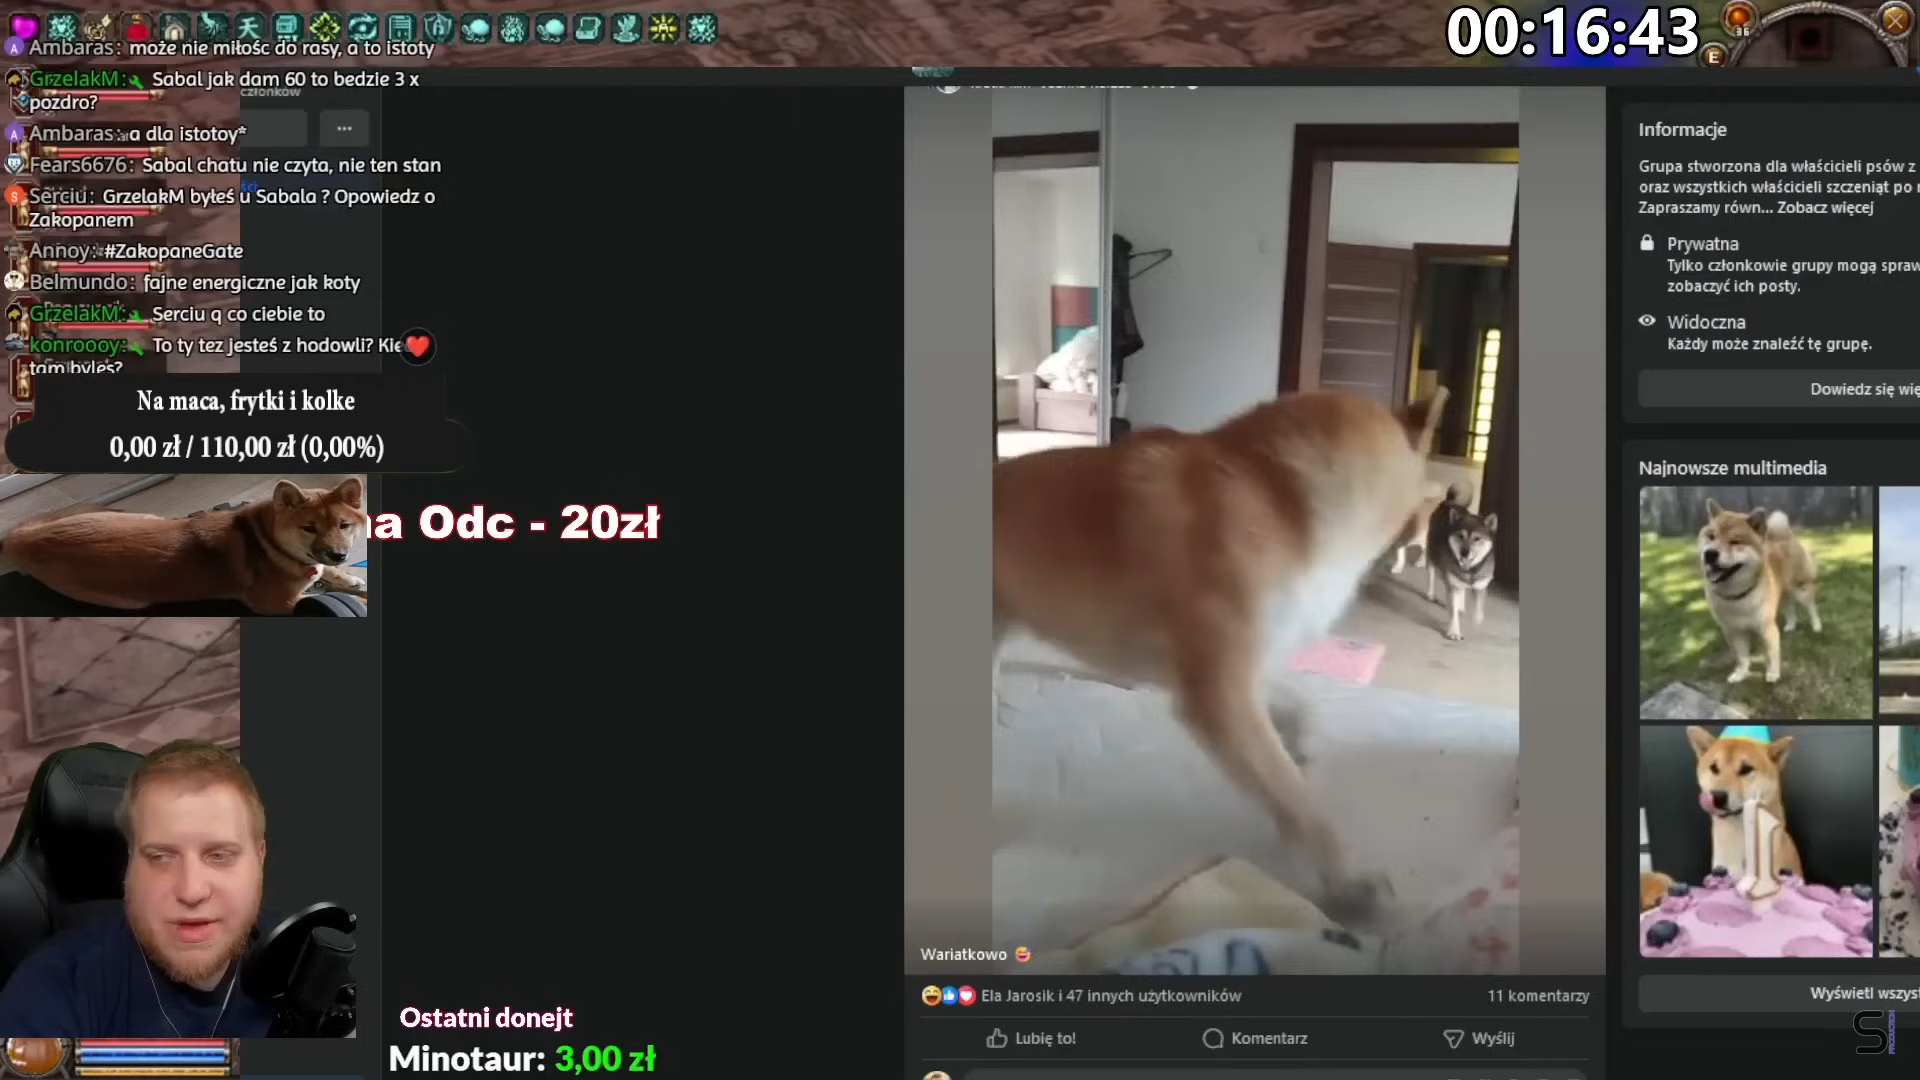 00:16:43
36
E
Ambaras: może nie miłośc do rasy, a to istoty
GrzelakM: Sabal jak dam 60 to bedzie 3 x
pozdro?
członków
Ambaras: a dla istotoy*
Fears6676: Sabal chatu nie czyta, nie ten stan
Serciu: GrzelakM byłeś u Sabala ? Opowiedz o
Zakopanem
Annoy: #ZakopaneGate
Belmundo: fajne energiczne jak koty
GrzelakM: Serciu q co ciebie to
konroooy: To ty tez jesteś z hodowli?
tam byles?
Na maca, frytki i kolke
0,00 zł / 110,00 zł (0,00%)
Odc - 20zł
Ostatni donejt
Minotaur: 3,00 zł
Wariatkowo
Ela Jarosik i 47 innych użytkowników
11 komentarzy
Lubię to!
Komentarz
Wyślij
Informacje
Grupa stworzona dla właścicieli psów z
oraz wszystkich właścicieli szczeniąt po
Zapraszamy równ... Zobacz więcej
Prywatna
Tylko członkowie grupy mogą
zobaczyć ich posty.
Widoczna
Każdy może znaleźć tę grupę.
Dowiedz się
Najnowsze multimedia
Wyświetl